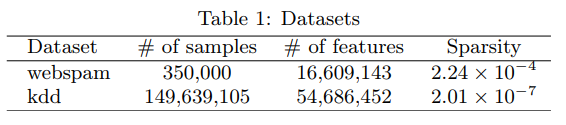 Table 1: Datasets
Dataset # of samples # of features Sparsity
webspam 350,000 16,609,143 2.24 × 10⁻⁴
kdd 149,639,105 54,686,452 2.01 × 10⁻⁷